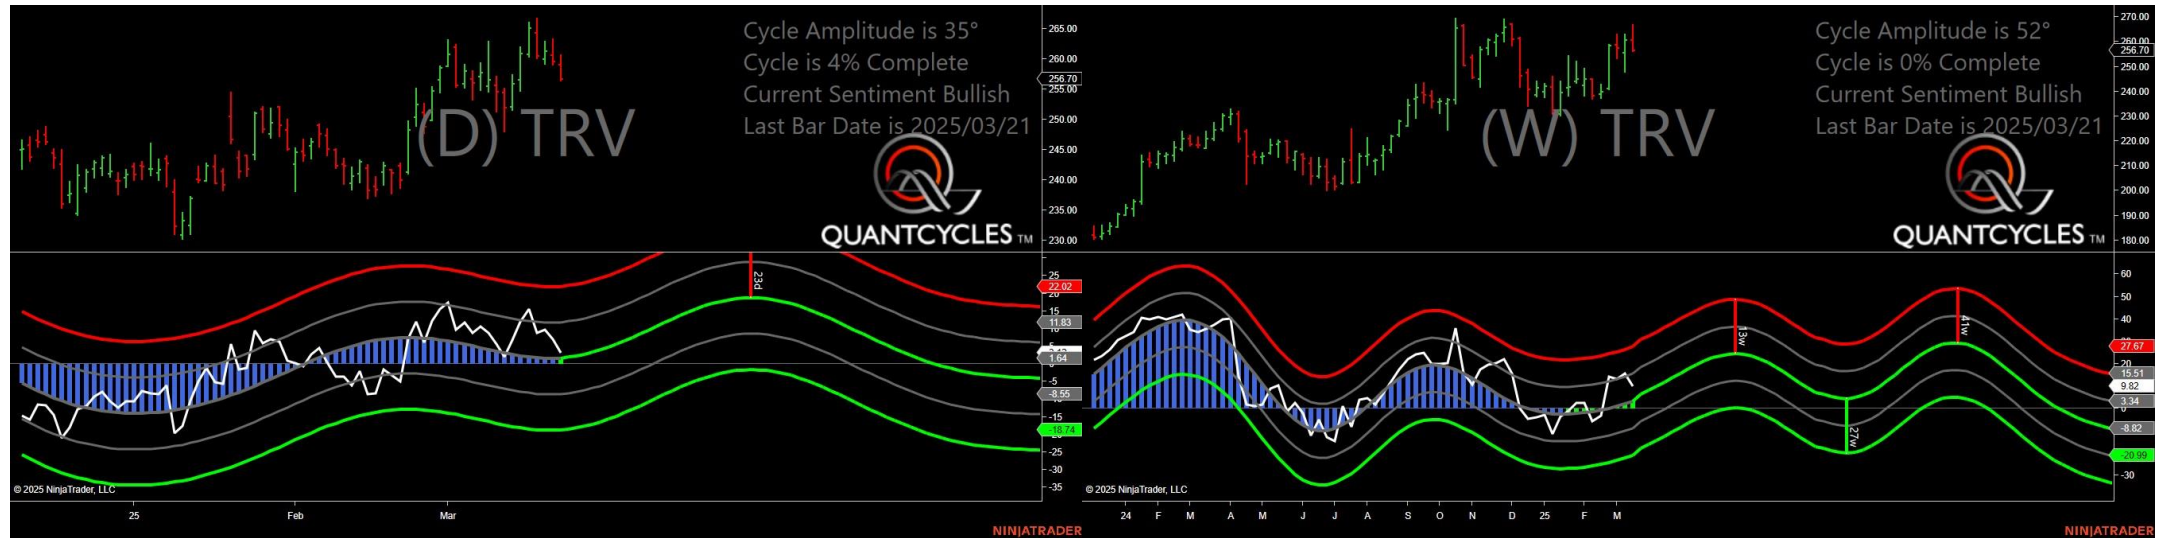 Cycle Amplitude is 35°
Cycle is 4% Complete
Current Sentiment Bullish
Last Bar Date is 2025/03/21
(D) TRV
QUANTCYCLES TM
265.00
260.00
256.70
255.00
250.00
245.00
240.00
235.00
230.00
23d
25
22.02
20
15
11.83
1.64
-5
-8.55
-15
-18.74
-25
-30
-35
© 2025 NinjaTrader, LLC
25 Feb Mar
NINJATRADER
Cycle Amplitude is 52°
Cycle is 0% Complete
Current Sentiment Bullish
Last Bar Date is 2025/03/21
(W) TRV
QUANTCYCLES TM
270.00
260.00
256.70
250.00
240.00
230.00
220.00
210.00
200.00
190.00
180.00
13w
27w
41w
60
50
40
27.67
15.51
9.82
3.34
-8.82
-20.99
-30
© 2025 NinjaTrader, LLC
24 F M A M J J A S O N D 25 F M
NINJATRADER